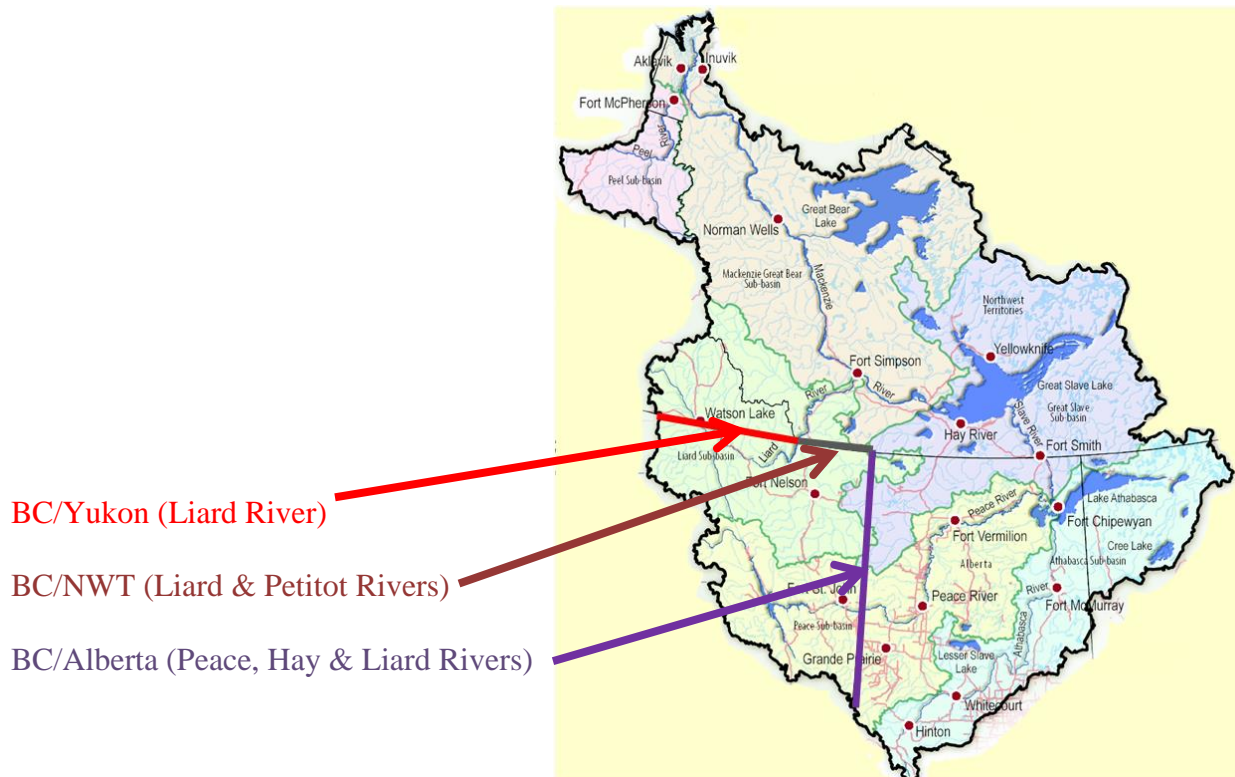 Aklavik
Inuvik
Fort McPherson
Peel
River
Peel Sub-basin
Great Bear
Lake
Norman Wells
Mackenzie
Mackenzie Great Bear
Sub-basin
Northwest
Territories
Yellowknife
Fort Simpson
River
River
Great Slave Lake
Great Slave
Sub-basin
Slave River
Watson Lake
Hay River
Fort Smith
Liard
Liard Sub-basin
Fort Nelson
Lake Athabasca
Peace River
Fort Chipewyan
Fort Vermilion
Cree Lake
Alberta
Athabasca Sub-basin
River
Fort St. John
Peace River
Fort McMurray
Peace Sub-basin
Athabasca
Grande Prairie
Lesser Slave
Lake
Whitecourt
Hinton
BC/Yukon (Liard River)
BC/NWT (Liard & Petitot Rivers)
BC/Alberta (Peace, Hay & Liard Rivers)